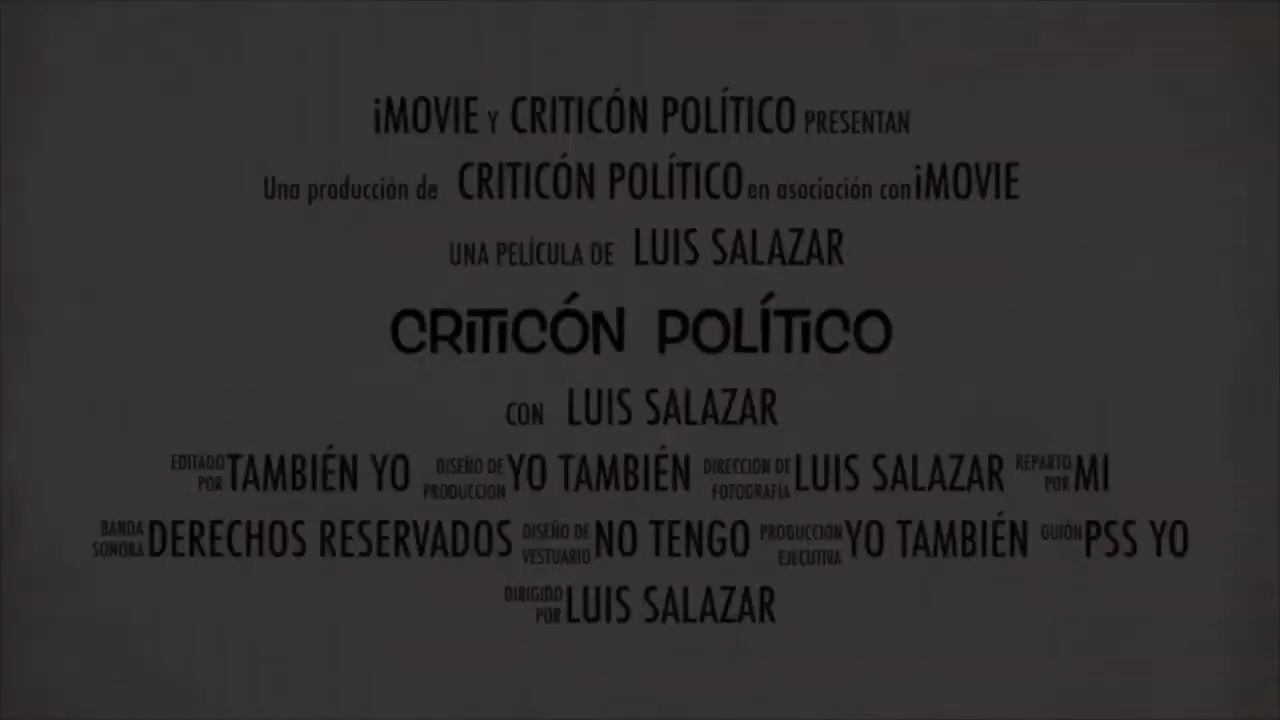 iMOVIE Y CRITICÓN POLÍTICO PRESENTAN
Una producción de CRITICÓN POLÍTICO en asociación con iMOVIE
UNA PELÍCULA DE LUIS SALAZAR
CRITICÓN POLÍTICO
CON LUIS SALAZAR
EDITADO POR TAMBIÉN YO DISEÑO DE PRODUCCION YO TAMBIÉN DIRECCIÓN DE FOTOGRAFÍA LUIS SALAZAR REPARTO POR MI
BANDA SONORA DERECHOS RESERVADOS DISEÑO DE VESTUARIO NO TENGO PRODUCCIÓN EJECUTIVA YO TAMBIÉN GUIÓN PSS YO
DIRIGIDO POR LUIS SALAZAR